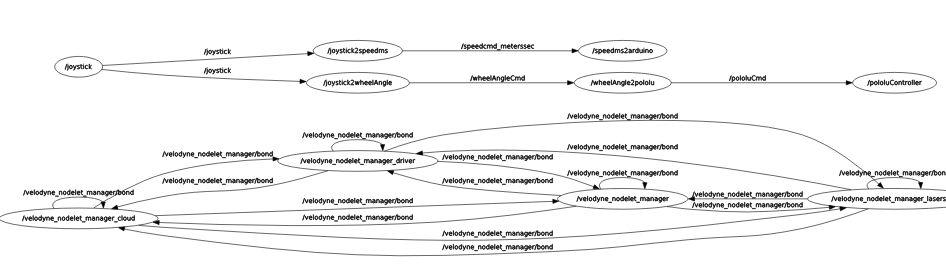 /joystick
/joystick
/joystick
/joystick2speedms
/speedcmd_meterssec
/speedms2arduino
/joystick2wheelAngle
/wheelAngleCmd
/wheelAngle2pololu
/pololuCmd
/pololuController
/velodyne_nodelet_manager/bond
/velodyne_nodelet_manager/bond
/velodyne_nodelet_manager/bond
/velodyne_nodelet_manager_driver
/velodyne_nodelet_manager/bond
/velodyne_nodelet_manager/bond
/velodyne_nodelet_manager/bond
/velodyne_nodelet_manager/bond
/velodyne_nodelet_manager/bond
/velodyne_nodelet_manager/bond
/velodyne_nodelet_manager/bond
/velodyne_nodelet_manager/bond
/velodyne_nodelet_manager/bond
/velodyne_nodelet_manager_cloud
/velodyne_nodelet_manager/bond
/velodyne_nodelet_manager/bond
/velodyne_nodelet_manager
/velodyne_nodelet_manager/bond
/velodyne_nodelet_manager/bond
/velodyne_nodelet_manager_lasers
/velodyne_nodelet_manager/bond
/velodyne_nodelet_manager/bond